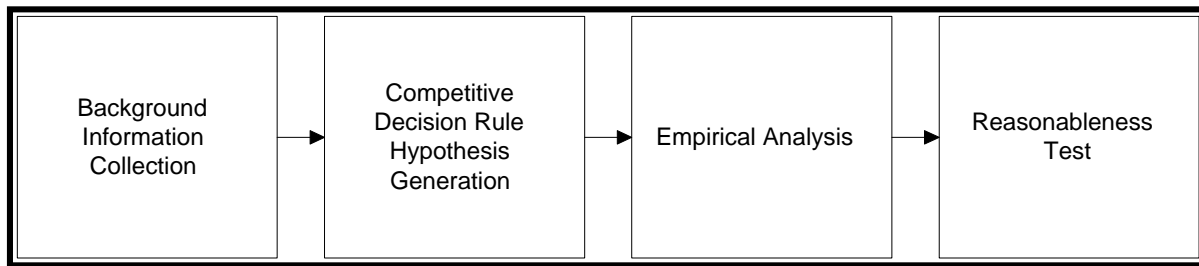 Background
Information
Collection
Competitive
Decision Rule
Hypothesis
Generation
Empirical Analysis
Reasonableness
Test